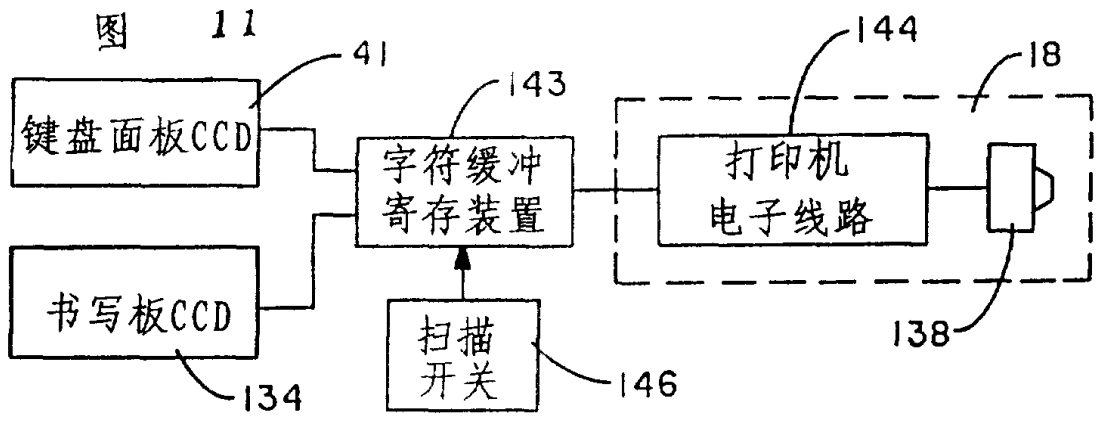 图 11
41
键盘面板CCD
143
字符缓冲
寄存装置
144
18
打印机
电子线路
138
书写板CCD
134
扫描
开关
146